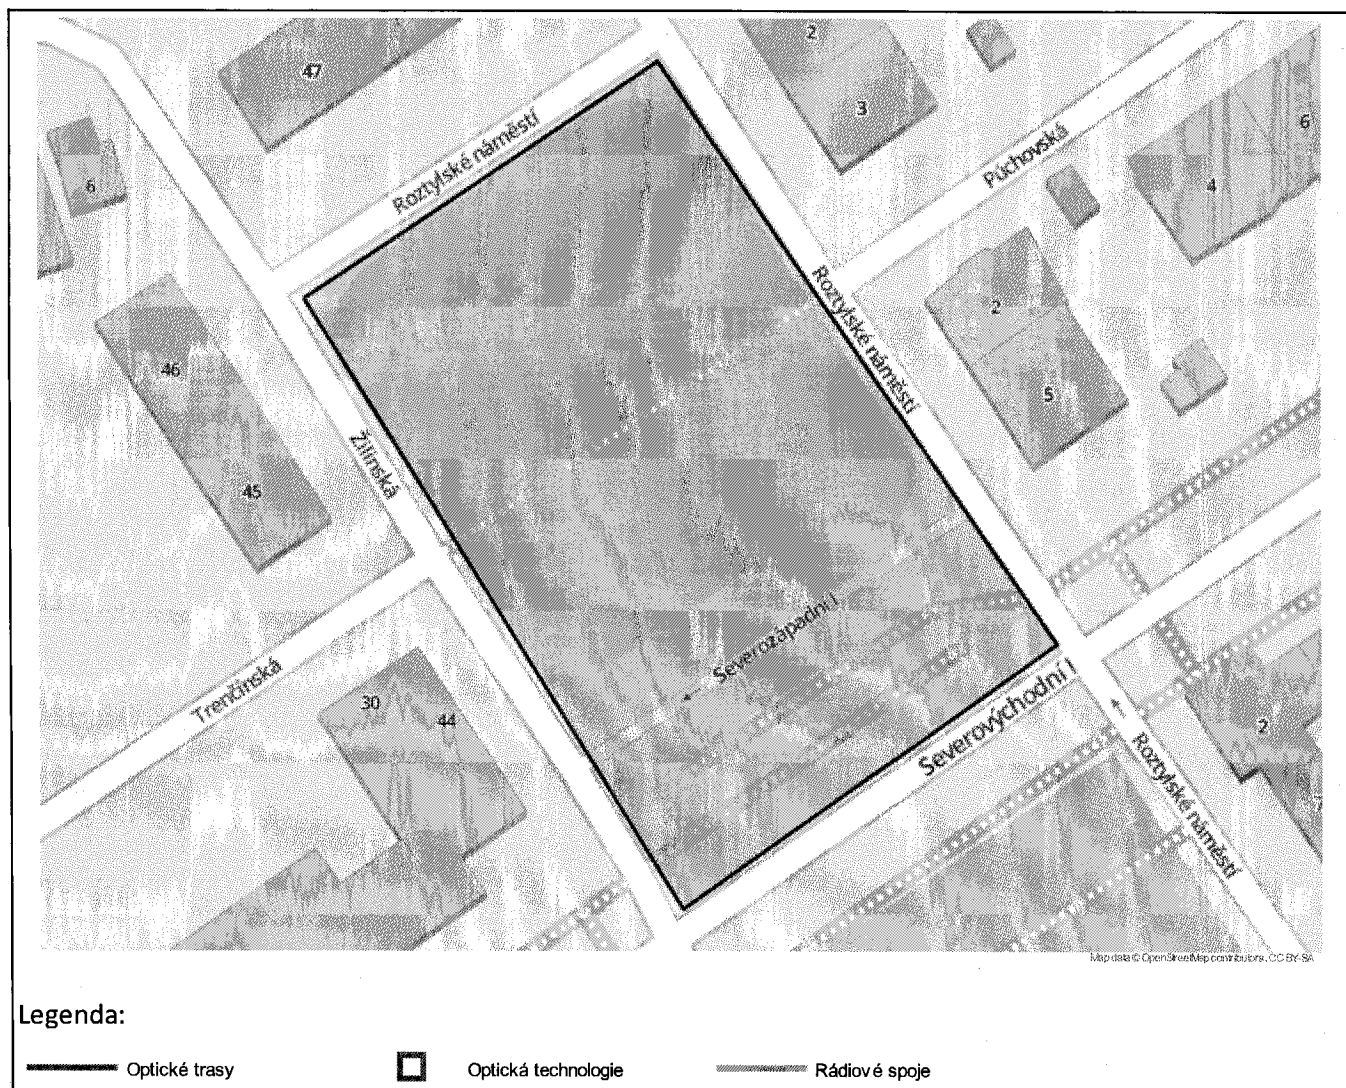 47
2
3
6
Roztylské náměstí
Púchovská
6
4
Roztylské náměstí
2
46
5
Žilinská
45
Severozápadní I
Trenčínská
30
44
Severovýchodní I
2
Roztylské náměstí
Map data © OpenStreetMap contributors, CC BY-SA
Legenda:
Optické trasy
Optická technologie
Rádiové spoje